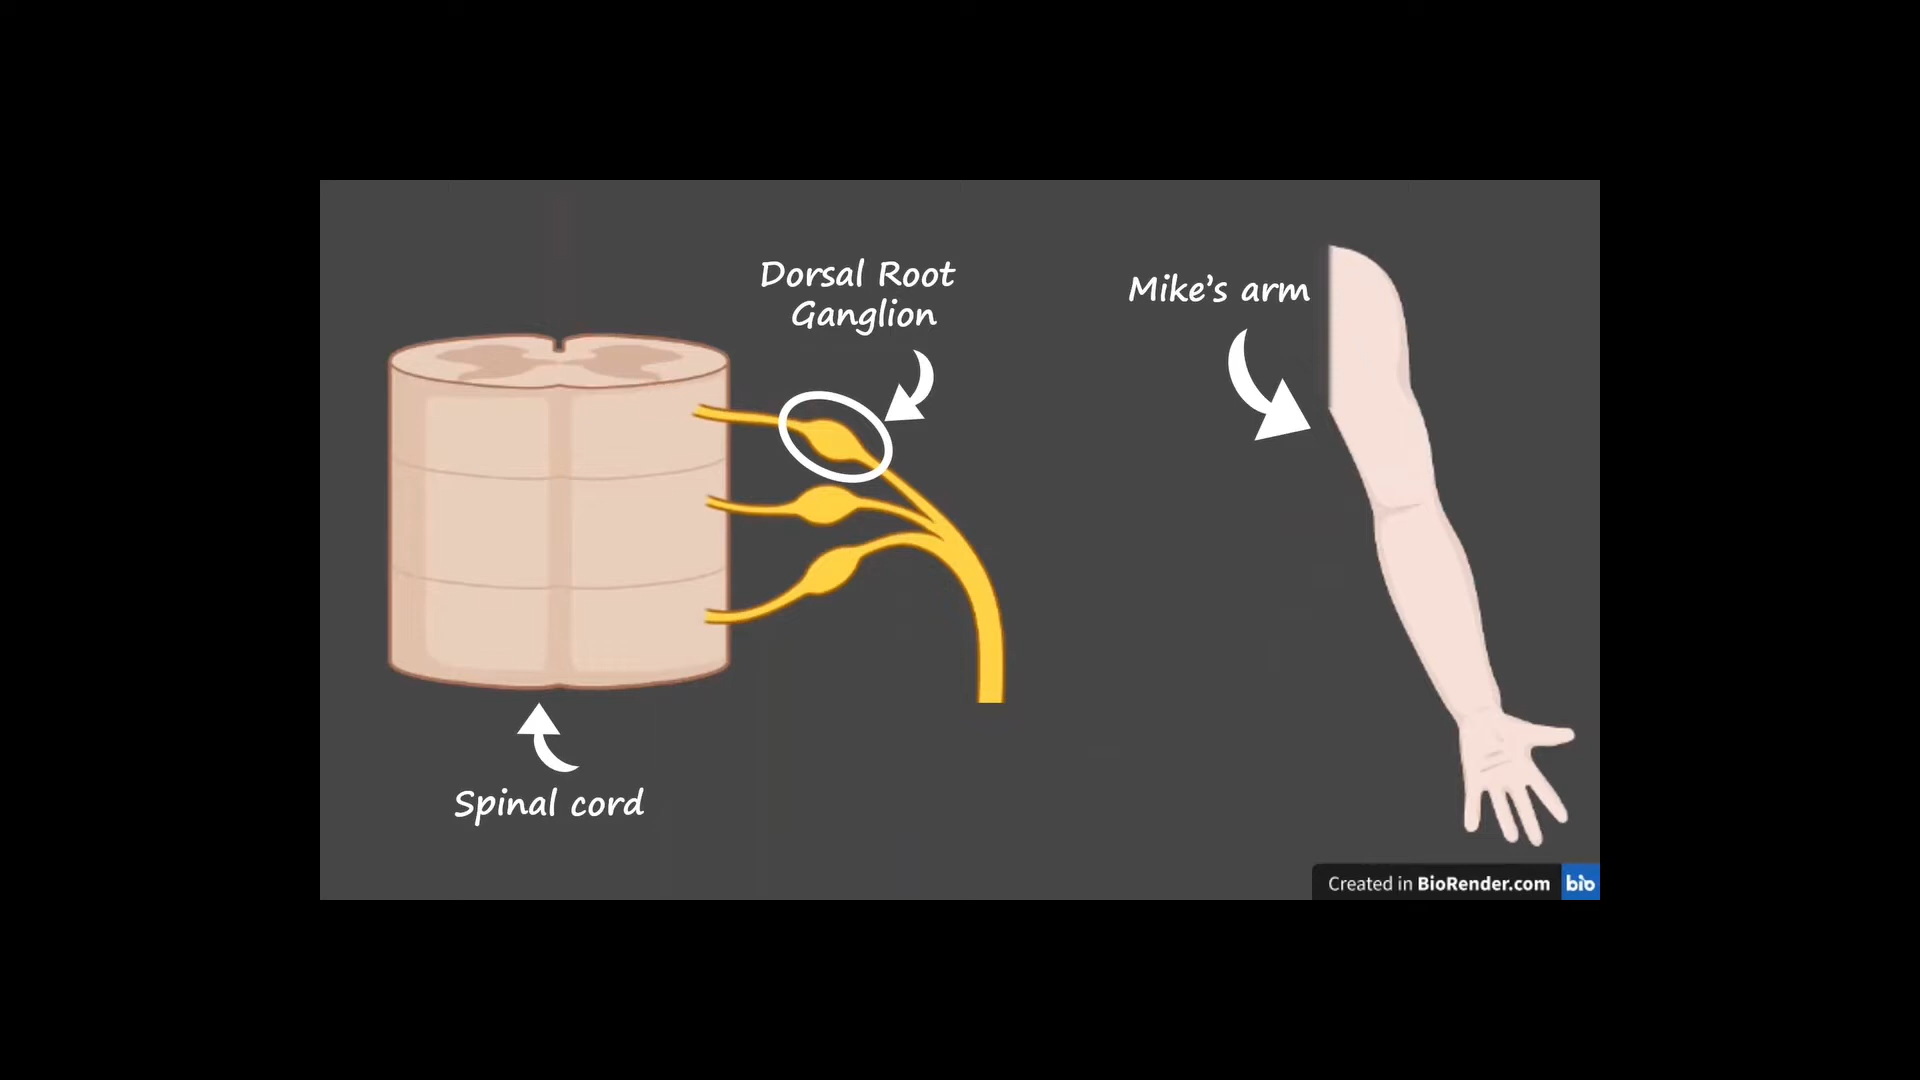 Dorsal Root
Ganglion
Mike's arm
Spinal cord
Created in BioRender.com bio